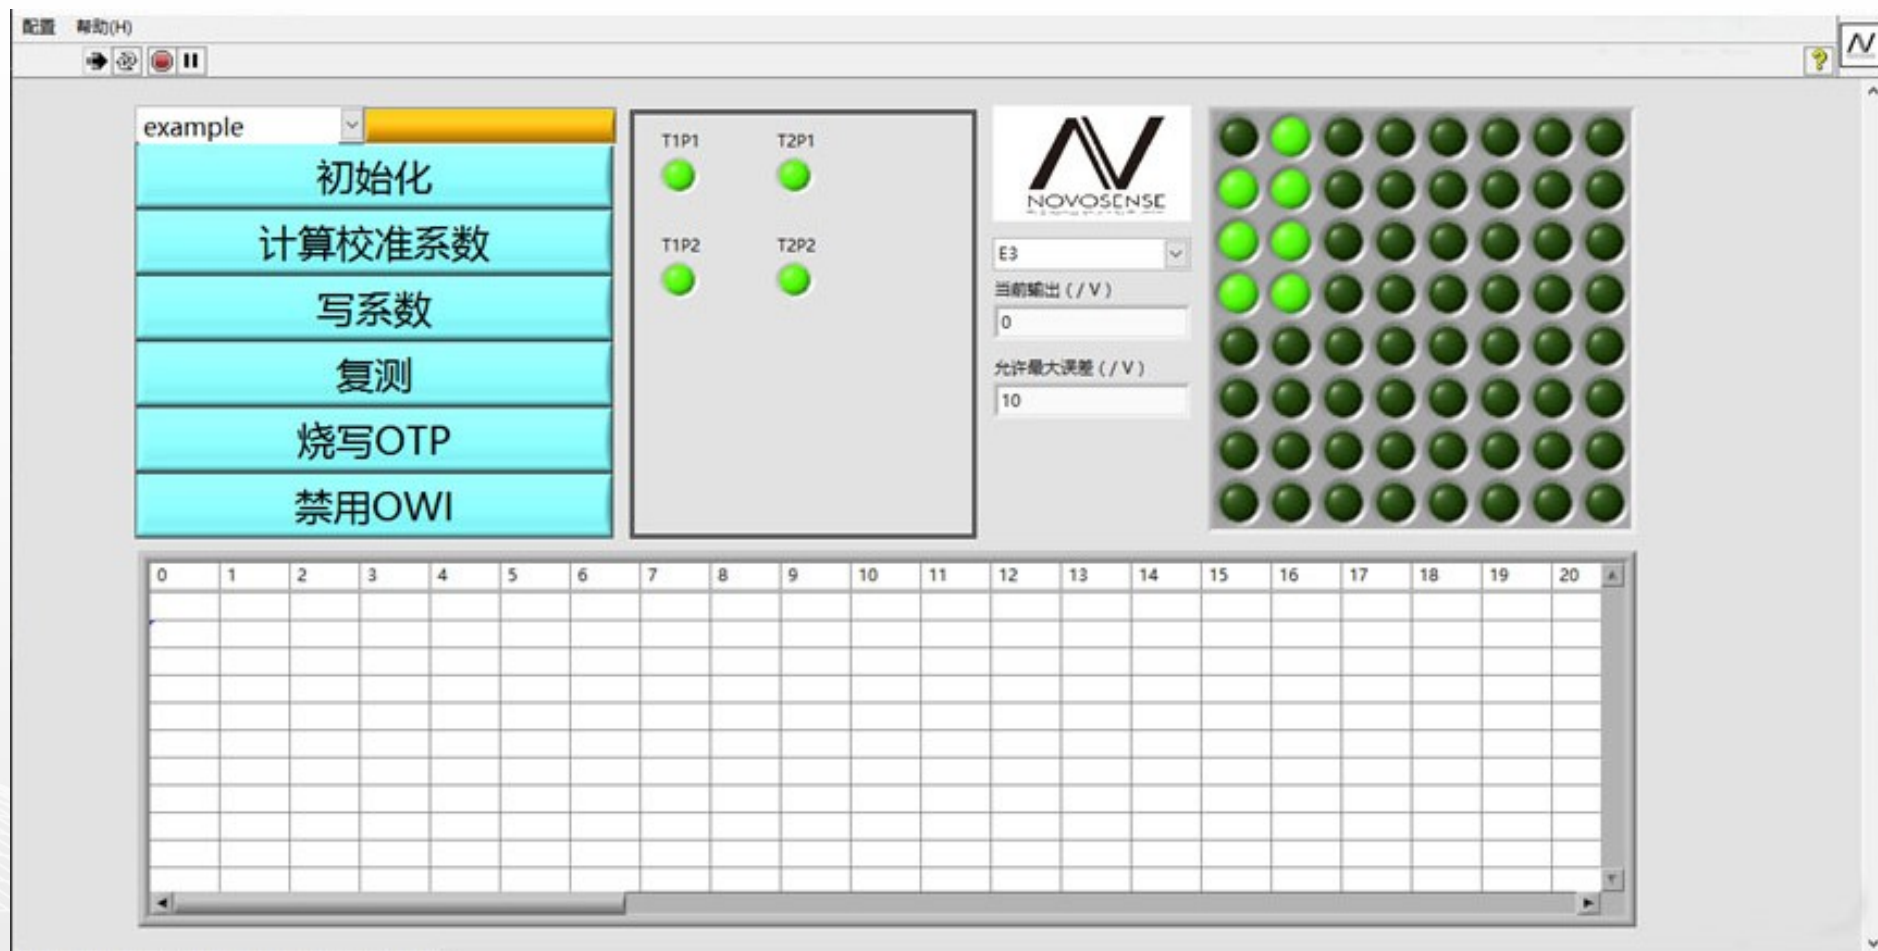 配置 帮助(H)
example
初始化
计算校准系数
写系数
复测
烧写OTP
禁用OWI
T1P1 T2P1
T1P2 T2P2
NOVOSENSE
E3
当前输出 ( / V )
0
允许最大误差 ( / V )
10
0 1 2 3 4 5 6 7 8 9 10 11 12 13 14 15 16 17 18 19 20